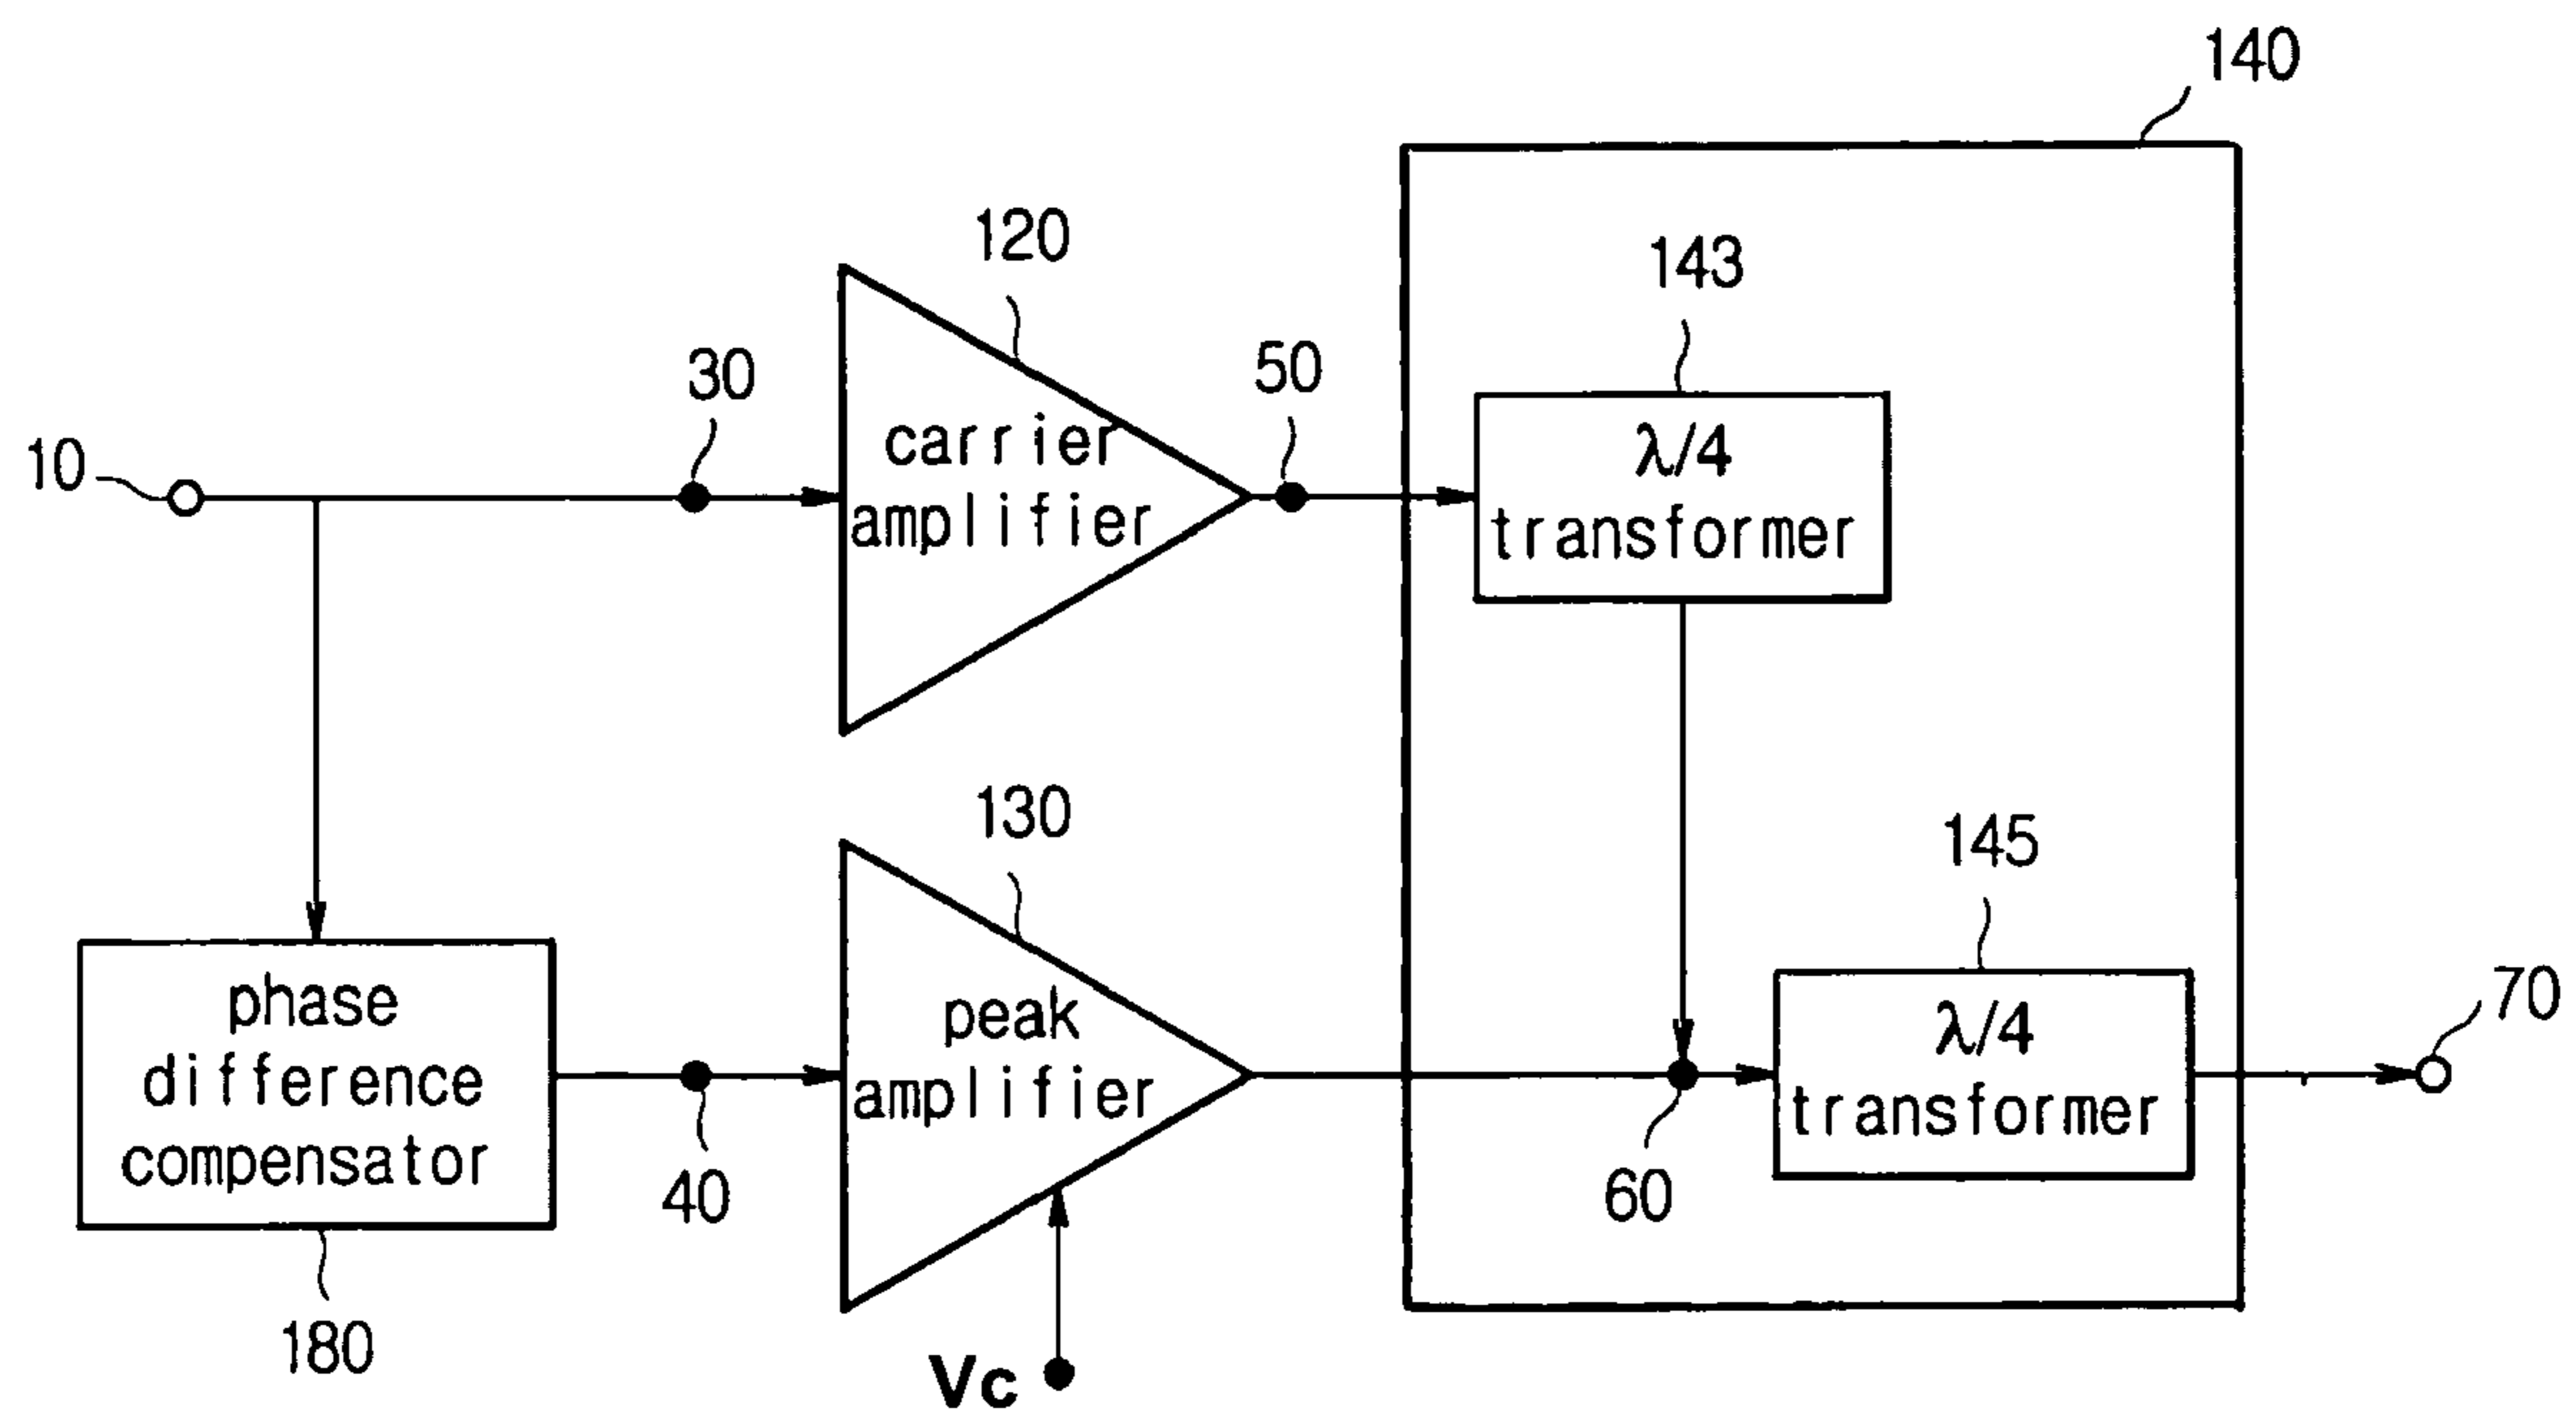 140
120
143
30
50
10
carrier
amplifier
λ/4
transformer
130
145
phase
difference
compensator
peak
amplifier
λ/4
transformer
70
40
60
180
Vc